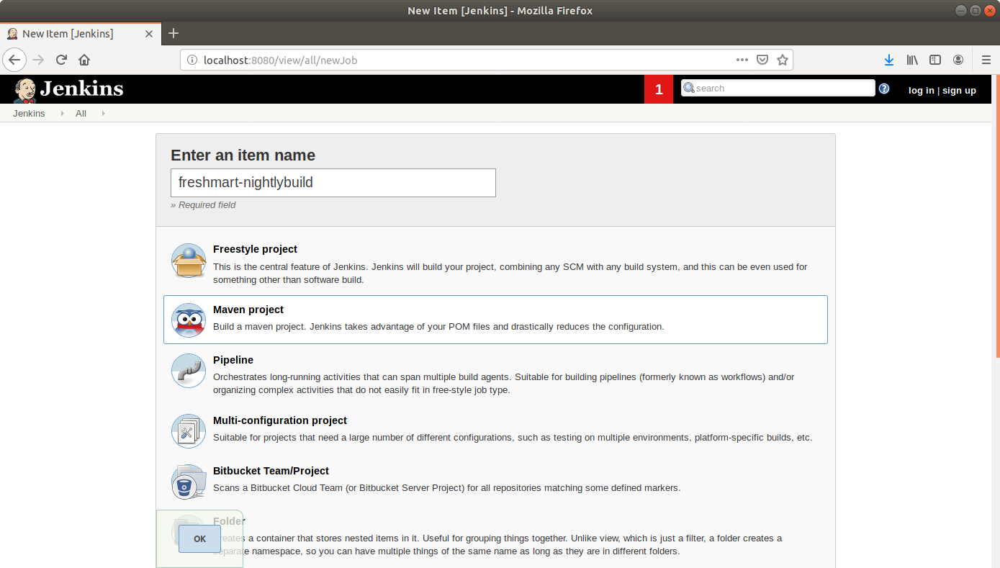 New Item [Jenkins] - Mozilla Firefox
New Item [Jenkins]
localhost:8080/view/all/newJob
Jenkins
1
search
log in | sign up
Jenkins
All
Enter an item name
freshmart-nightlybuild
» Required field
Freestyle project
This is the central feature of Jenkins. Jenkins will build your project, combining any SCM with any build system, and this can be even used for
something other than software build.
Maven project
Build a maven project. Jenkins takes advantage of your POM files and drastically reduces the configuration.
Pipeline
Orchestrates long-running activities that can span multiple build agents. Suitable for building pipelines (formerly known as workflows) and/or
organizing complex activities that do not easily fit in free-style job type.
Multi-configuration project
Suitable for projects that need a large number of different configurations, such as testing on multiple environments, platform-specific builds, etc.
Bitbucket Team/Project
Scans a Bitbucket Cloud Team (or Bitbucket Server Project) for all repositories matching some defined markers.
Folder
Creates a container that stores nested items in it. Useful for grouping things together. Unlike view, which is just a filter, a folder creates a
separate namespace, so you can have multiple things of the same name as long as they are in different folders.
OK